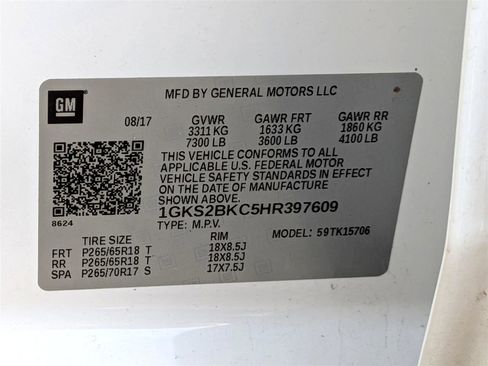 GM
MFD BY GENERAL MOTORS LLC
08/17 GVWR GAWR FRT GAWR RR
3311 KG 1633 KG 1860 KG
7300 LB 3600 LB 4100 LB
THIS VEHICLE CONFORMS TO ALL
APPLICABLE U.S. FEDERAL MOTOR
VEHICLE SAFETY STANDARDS IN EFFECT
ON THE DATE OF MANUFACTURE
SHOWN ABOVE.
8624
1GKS2BKC5HR397609
TYPE: M.P.V. MODEL: 59TK15706
TIRE SIZE RIM
FRT P265/65R18 T 18X8.5J
RR P265/65R18 T 18X8.5J
SPA P265/70R17 S 17X7.5J